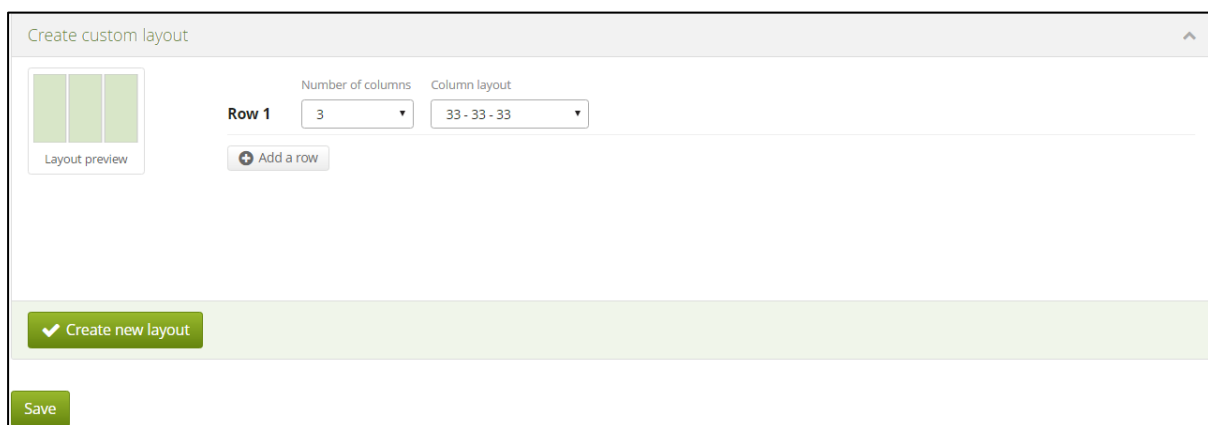 Create custom layout
Number of columns Column layout
Row 1 3 33 - 33 - 33
Layout preview Add a row
Create new layout
Save